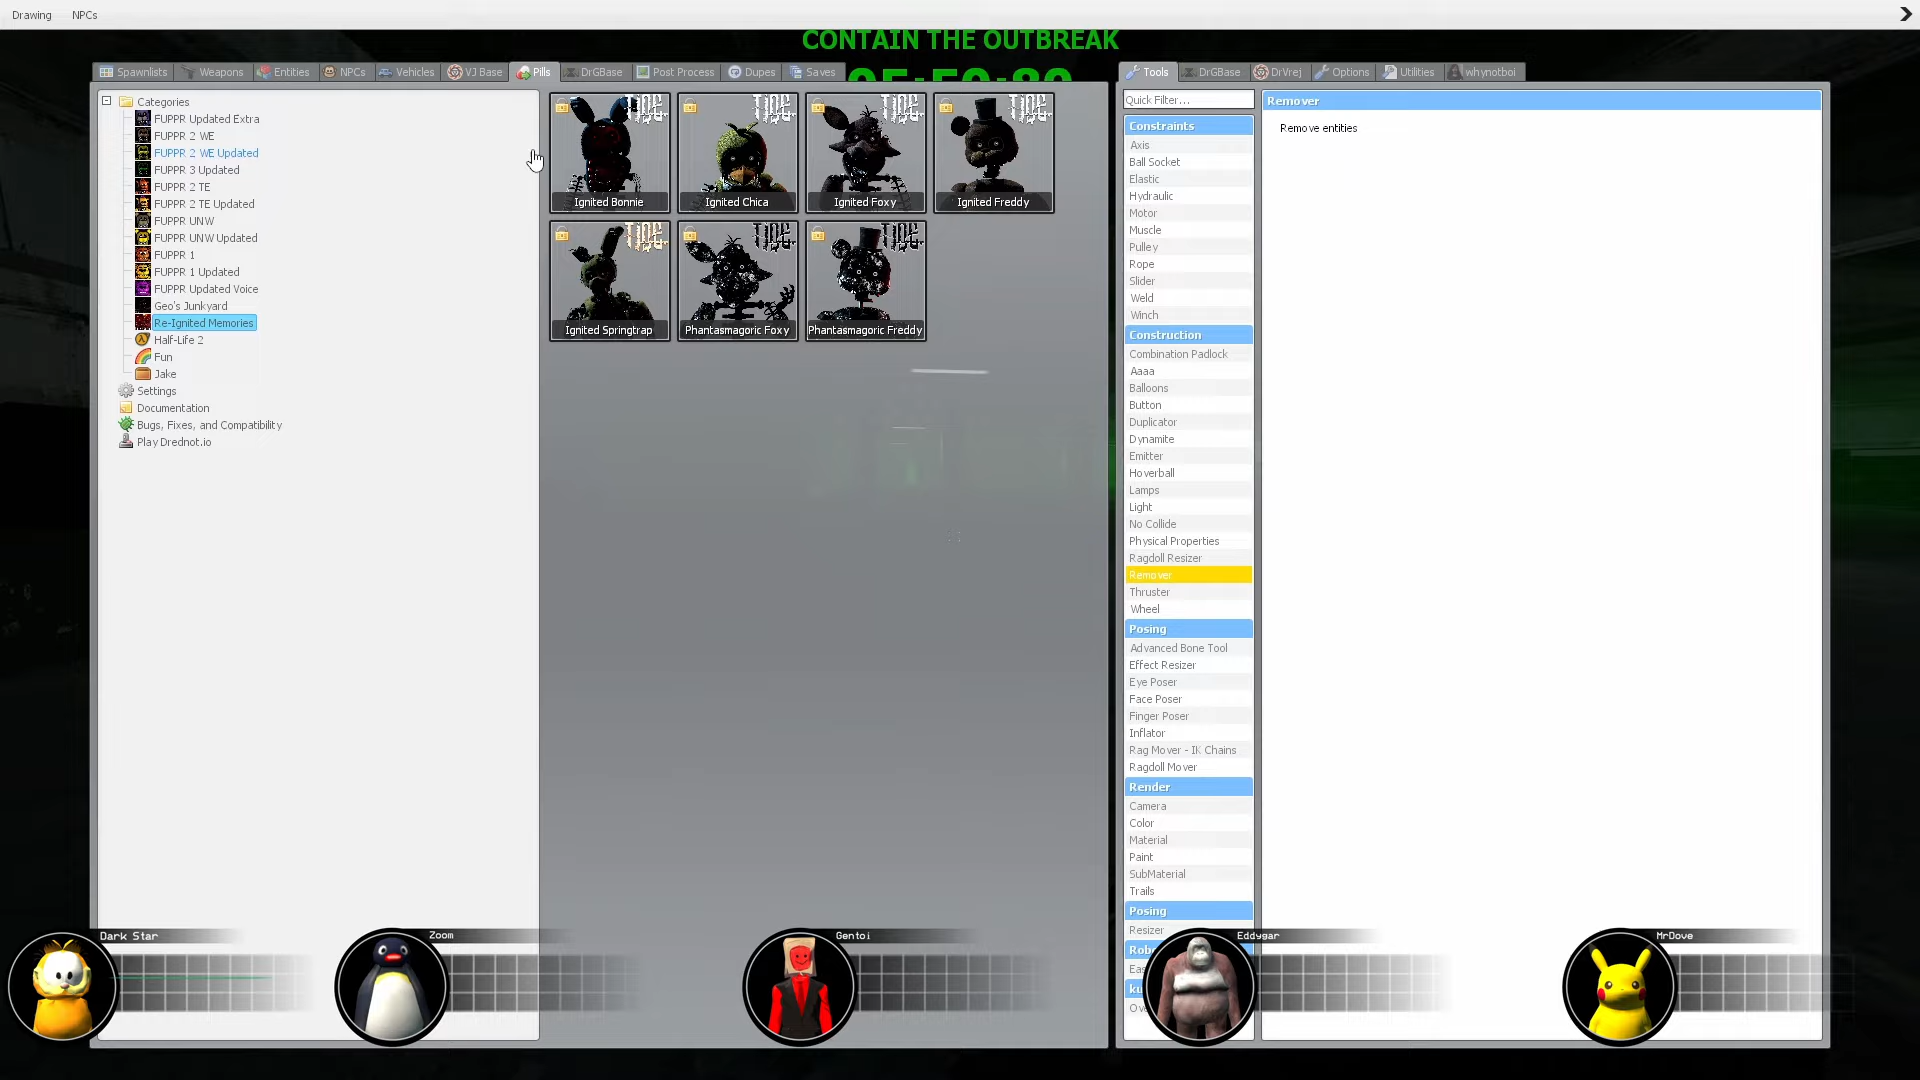 Drawing NPCs
CONTAIN THE OUTBREAK
Spawnlists Weapons Entities NPCs Vehicles VJ Base Pills DrGBase Post Process Dupes Saves
Categories
FUPPR Updated Extra
FUPPR 2 WE
FUPPR 2 WE Updated
FUPPR 3 Updated
FUPPR 2 TE
FUPPR 2 TE Updated
FUPPR UNW
FUPPR UNW Updated
FUPPR 1
FUPPR 1 Updated
FUPPR Updated Voice
Geo's Junkyard
Re-Ignited Memories
Half-Life 2
Fun
Jake
Settings
Documentation
Bugs, Fixes, and Compatibility
Play Drednot.io
Ignited Bonnie
Ignited Chica
Ignited Foxy
Ignited Freddy
Ignited Springtrap
Phantasmagoric Foxy
Phantasmagoric Freddy
Tools DrGBase DrVrej Options Utilities whynotboi
Quick Filter...
Constraints
Axis
Ball Socket
Elastic
Hydraulic
Motor
Muscle
Pulley
Rope
Slider
Weld
Winch
Construction
Combination Padlock
Aaaa
Balloons
Button
Duplicator
Dynamite
Emitter
Hoverball
Lamps
Light
No Collide
Physical Properties
Ragdoll Resizer
Remover
Thruster
Wheel
Posing
Advanced Bone Tool
Effect Resizer
Eye Poser
Face Poser
Finger Poser
Inflator
Rag Mover - IK Chains
Ragdoll Mover
Render
Camera
Color
Material
Paint
SubMaterial
Trails
Posing
Resizer
Remover
Remove entities
Dark Star
Zoom
Gentoi
Eddygar
MrDove